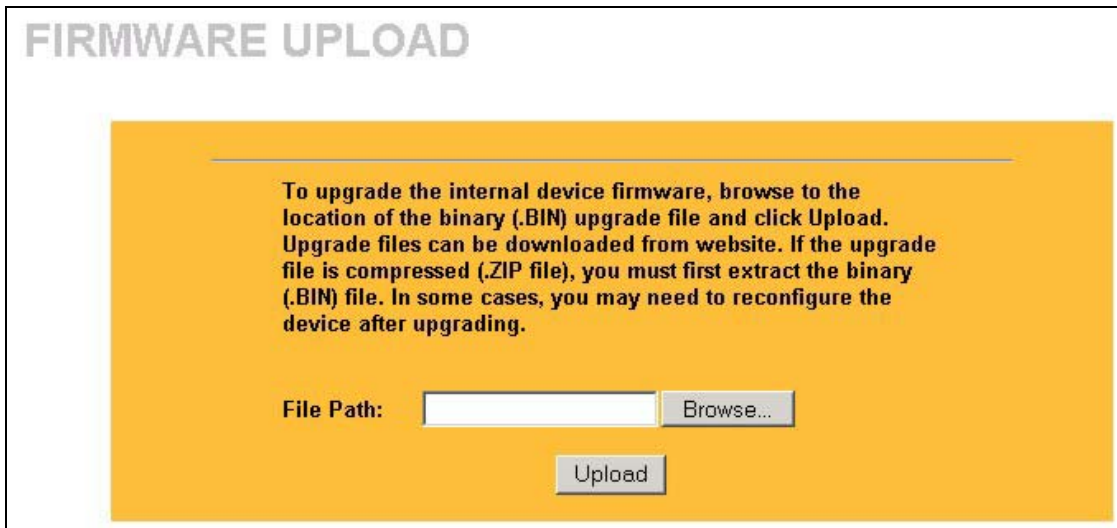 FIRMWARE UPLOAD
To upgrade the internal device firmware, browse to the
location of the binary (.BIN) upgrade file and click Upload.
Upgrade files can be downloaded from website. If the upgrade
file is compressed (.ZIP file), you must first extract the binary
(.BIN) file. In some cases, you may need to reconfigure the
device after upgrading.
File Path: Browse...
Upload